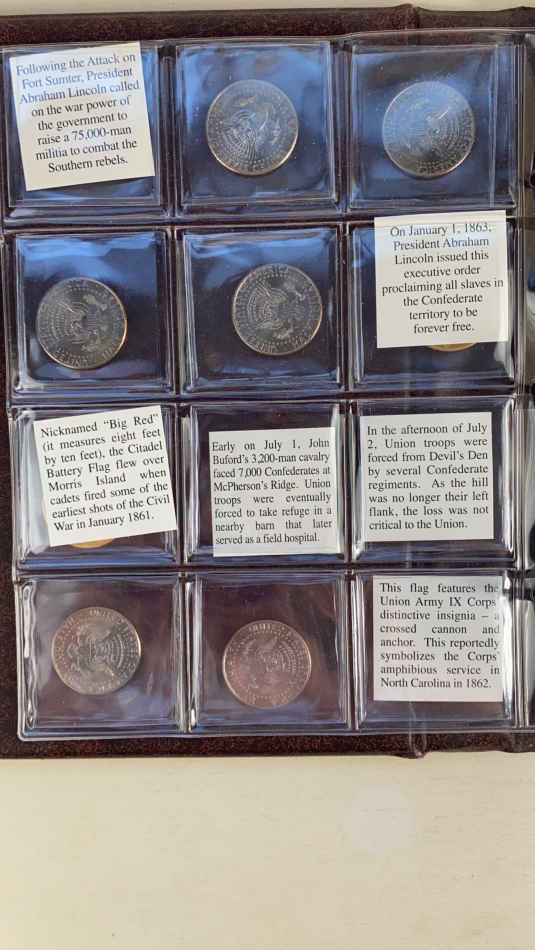 Following the Attack on
Fort Sumter, President
Abraham Lincoln called
on the war power of
the government to
raise a 75,000-man
militia to combat the
Southern rebels.
On January 1, 1863,
President Abraham
Lincoln issued this
executive order
proclaiming all slaves in
the Confederate
territory to be
forever free.
Nicknamed “Big Red”
(it measures eight feet
by ten feet), the Citadel
Battery Flag flew over
Morris Island when
cadets fired some of the
earliest shots of the Civil
War in January 1861.
Early on July 1, John
Buford's 3,200-man cavalry
faced 7,000 Confederates at
McPherson's Ridge. Union
troops were eventually
forced to take refuge in a
nearby barn that later
served as a field hospital.
In the afternoon of July
2, Union troops were
forced from Devil's Den
by several Confederate
regiments. As the hill
was no longer their left
flank, the loss was not
critical to the Union.
This flag features the
Union Army IX Corps'
distinctive insignia – a
crossed cannon and
anchor. This reportedly
symbolizes the Corps'
amphibious service in
North Carolina in 1862.